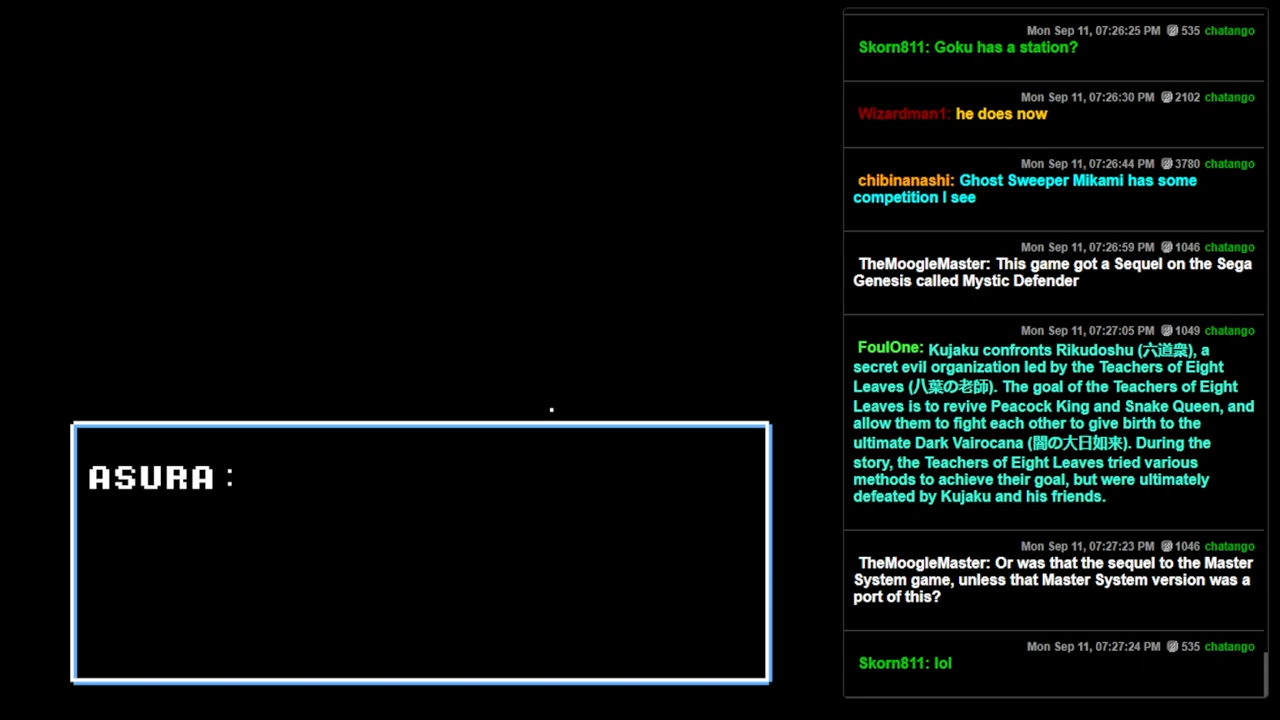 ASURA:
Mon Sep 11, 07:26:25 PM 535 chatango
Skorn811: Goku has a station?
Mon Sep 11, 07:26:30 PM 2102 chatango
Wizardman1: he does now
Mon Sep 11, 07:26:44 PM 3780 chatango
chibinanashi: Ghost Sweeper Mikami has some
competition I see
Mon Sep 11, 07:26:59 PM 1046 chatango
TheMoogleMaster: This game got a Sequel on the Sega
Genesis called Mystic Defender
Mon Sep 11, 07:27:05 PM 1049 chatango
FoulOne: Kujaku confronts Rikudoshu (六道衆), a
secret evil organization led by the Teachers of Eight
Leaves (八葉の老師). The goal of the Teachers of Eight
Leaves is to revive Peacock King and Snake Queen, and
allow them to fight each other to give birth to the
ultimate Dark Vairocana (闇の大日如来). During the
story, the Teachers of Eight Leaves tried various
methods to achieve their goal, but were ultimately
defeated by Kujaku and his friends.
Mon Sep 11, 07:27:23 PM 1046 chatango
TheMoogleMaster: Or was that the sequel to the Master
System game, unless that Master System version was a
port of this?
Mon Sep 11, 07:27:24 PM 535 chatango
Skorn811: lol